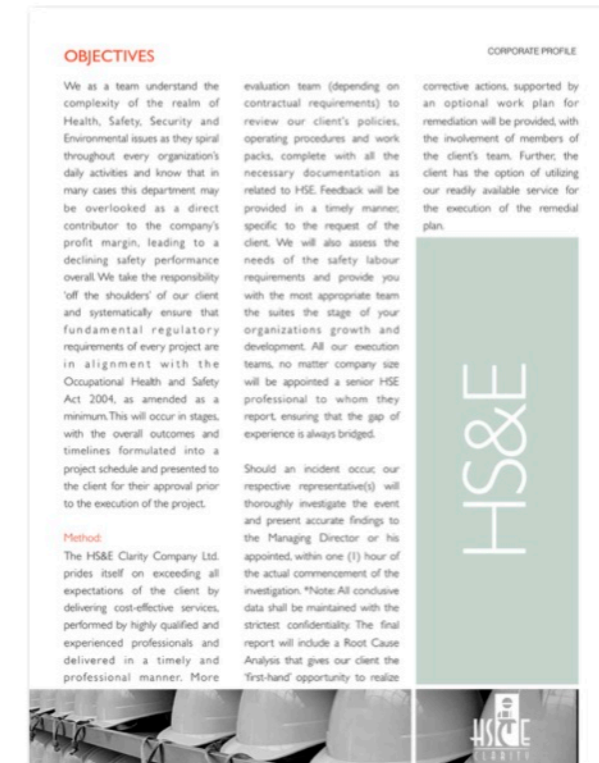 OBJECTIVES
CORPORATE PROFILE
We as a team understand the
complexity of the realm of
Health, Safety, Security and
Environmental issues as they spiral
throughout every organization's
daily activities and know that in
many cases this department may
be overlooked as a direct
contributor to the company's
profit margin, leading to a
declining safety performance
overall. We take the responsibility
'off the shoulders' of our client
and systematically ensure that
fundamental regulatory
requirements of every project are
in alignment with the
Occupational Health and Safety
Act 2004, as amended as a
minimum. This will occur in stages,
with the overall outcomes and
timelines formulated into a
project schedule and presented to
the client for their approval prior
to the execution of the project.
Method:
The HS&E Clarity Company Ltd.
prides itself on exceeding all
expectations of the client by
delivering cost-effective services,
performed by highly qualified and
experienced professionals and
delivered in a timely and
professional manner. More
evaluation team (depending on
contractual requirements) to
review our client's policies,
operating procedures and work
packs, complete with all the
necessary documentation as
related to HSE. Feedback will be
provided in a timely manner,
specific to the request of the
client. We will also assess the
needs of the safety labour
requirements and provide you
with the most appropriate team
the suites the stage of your
organizations growth and
development. All our execution
teams, no matter company size
will be appointed a senior HSE
professional to whom they
report, ensuring that the gap of
experience is always bridged.
Should an incident occur, our
respective representative(s) will
thoroughly investigate the event
and present accurate findings to
the Managing Director or his
appointed, within one (1) hour of
the actual commencement of the
investigation. *Note: All conclusive
data shall be maintained with the
strictest confidentiality. The final
report will include a Root Cause
Analysis that gives our client the
'first-hand' opportunity to realize
corrective actions, supported by
an optional work plan for
remediation will be provided, with
the involvement of members of
the client's team. Further, the
client has the option of utilizing
our readily available service for
the execution of the remedial
plan.
HS&E
HS&E
CLARITY